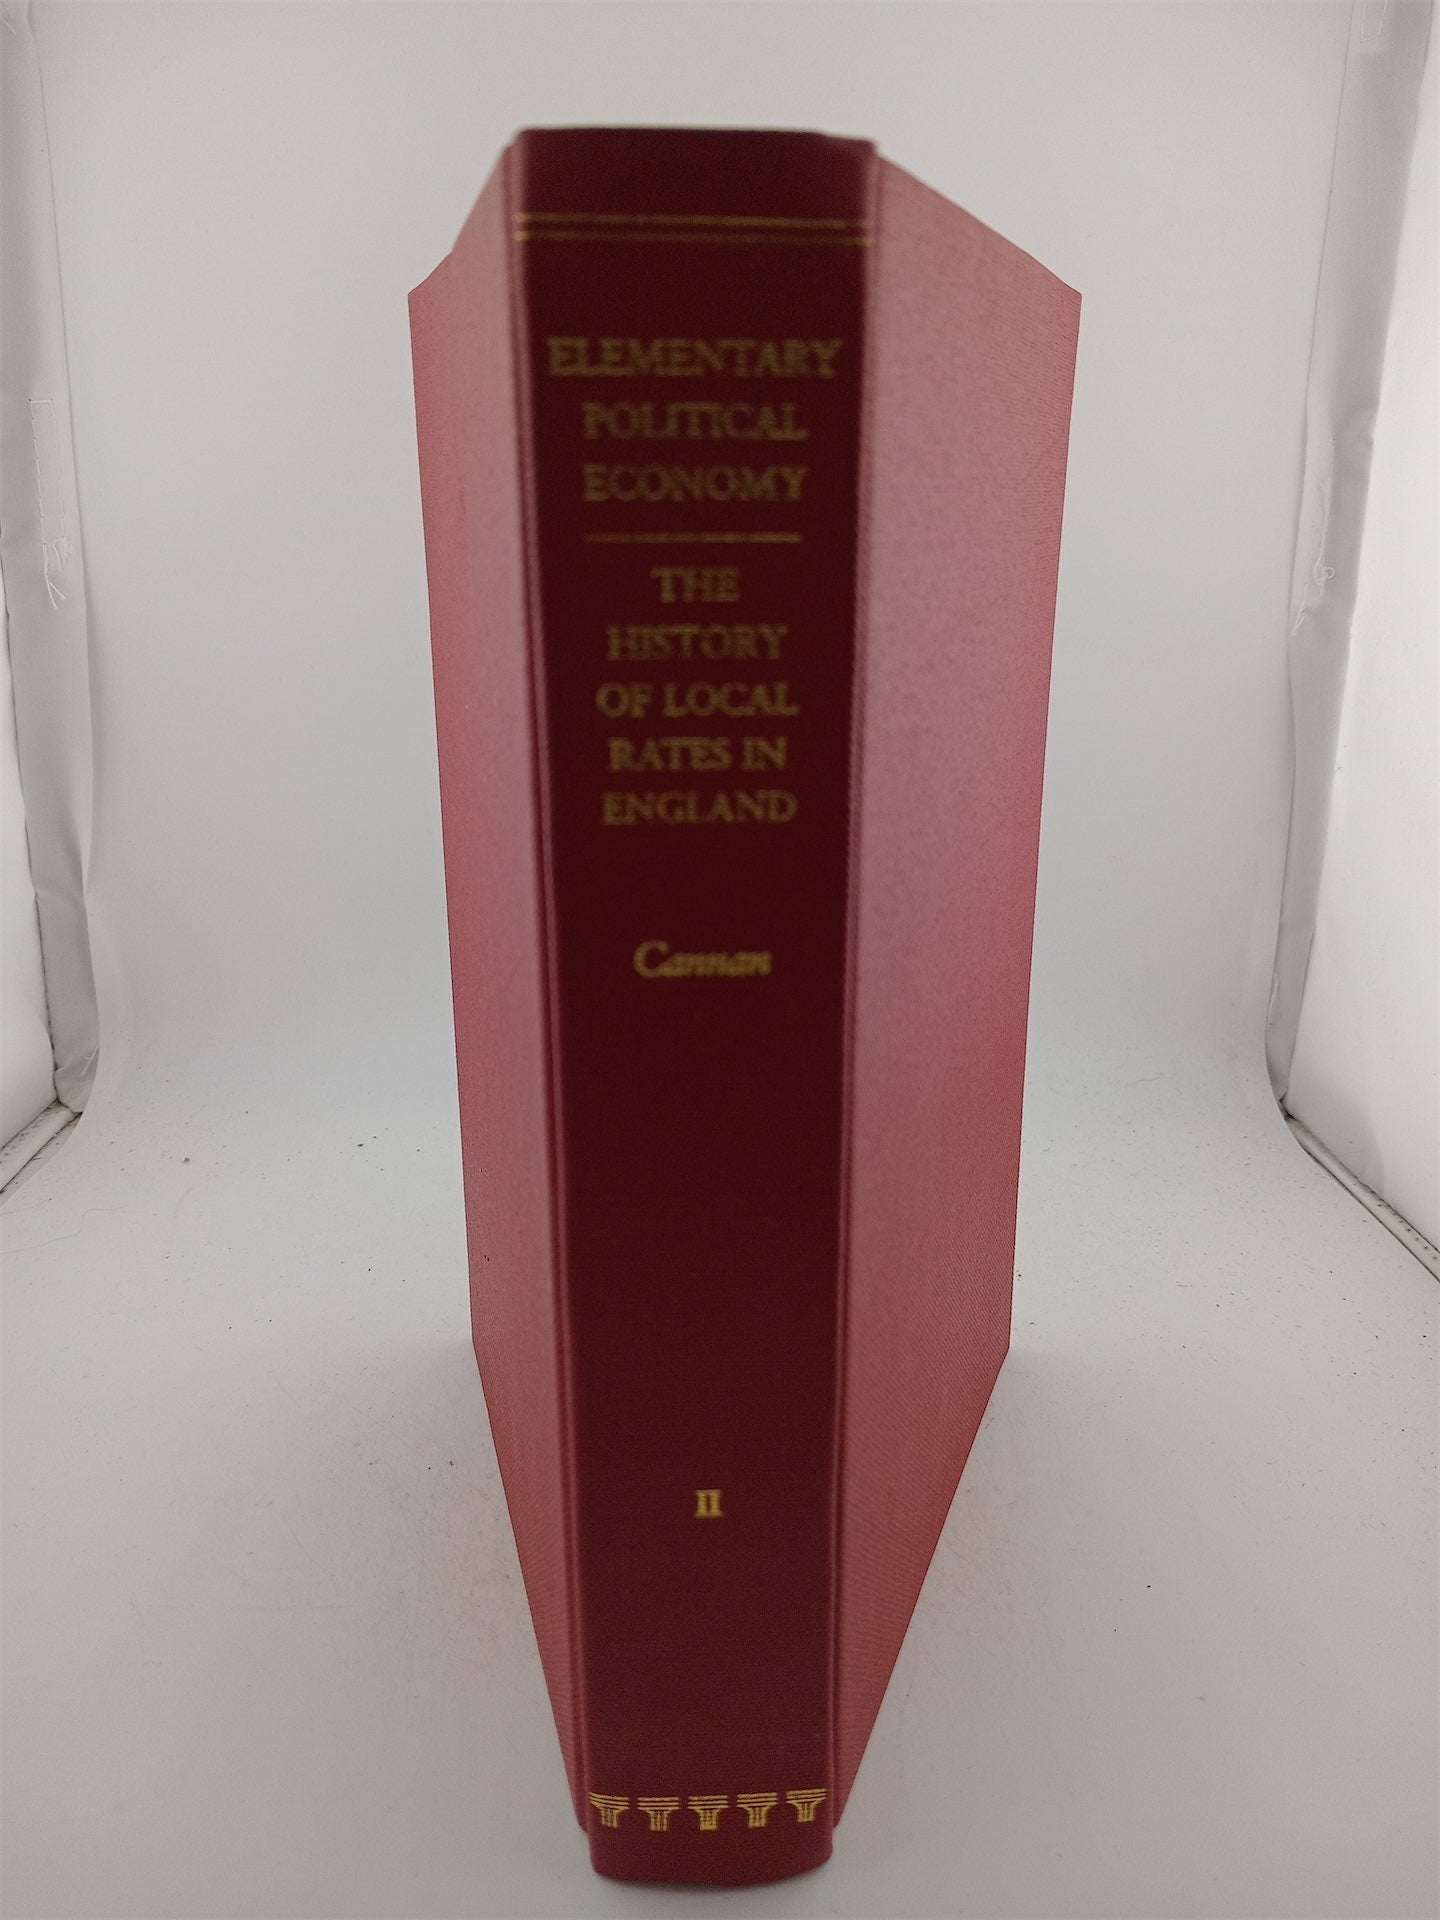 ELEMENTARY
POLITICAL
ECONOMY
THE
HISTORY
OF LOCAL
RATES IN
ENGLAND
Cannan
II